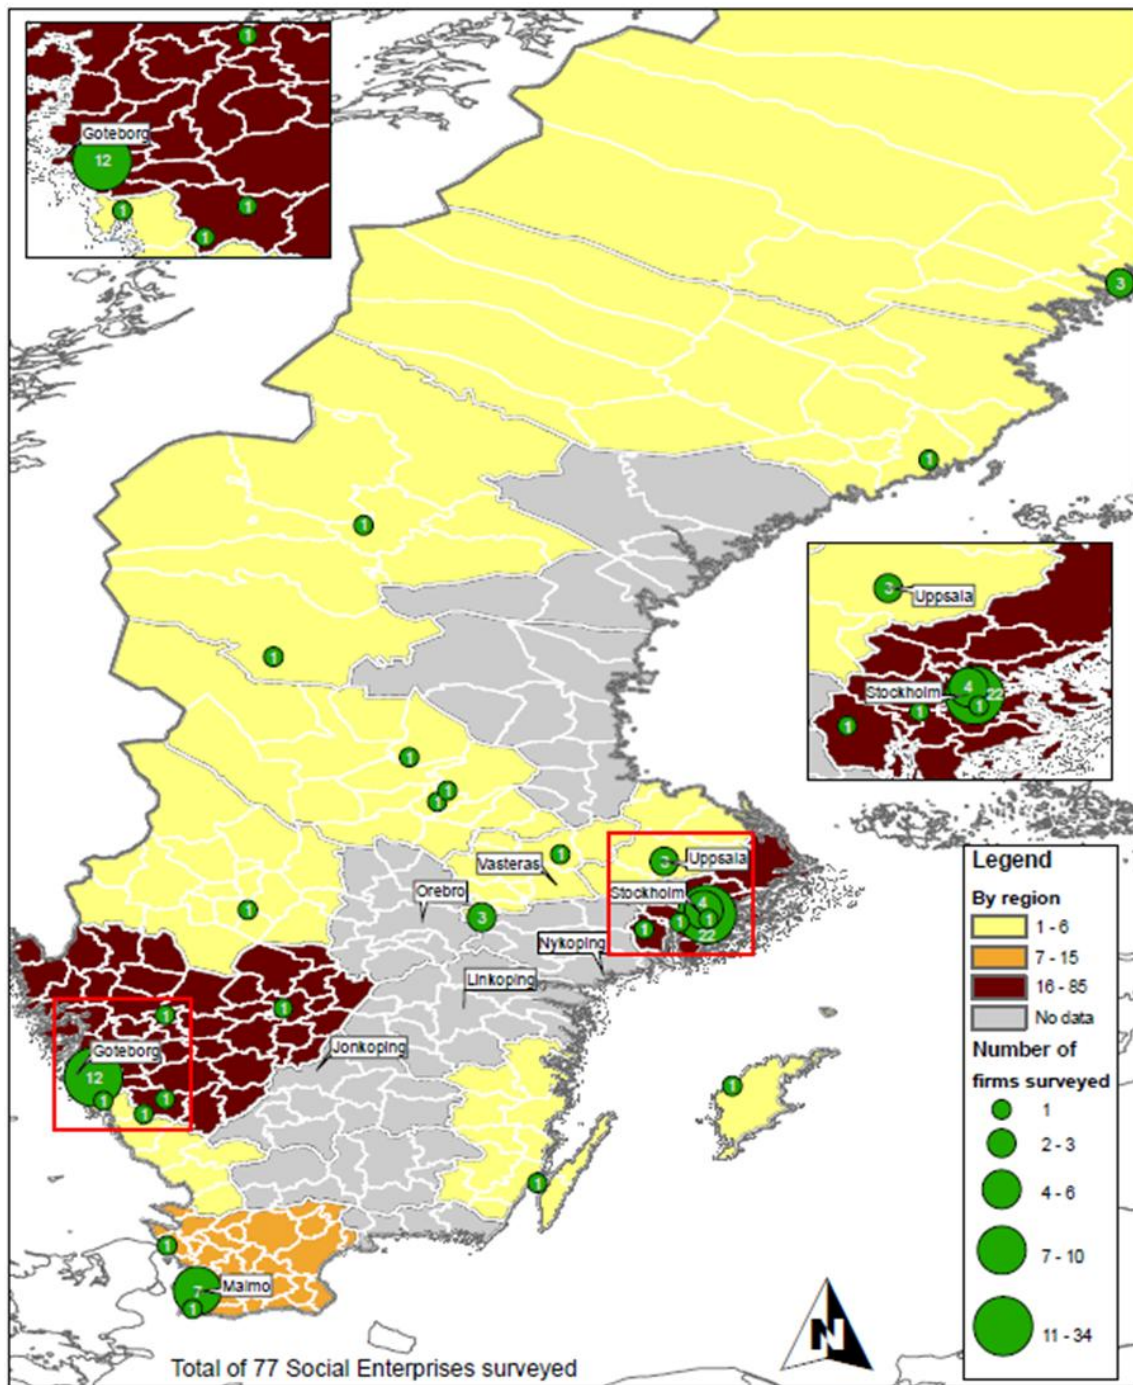 1
Goteborg
12
1
1
1
3
1
1
3
Uppsala
Stockholm
4
22
1
1
1
1
1
1
1
1
Vasteras
3
Uppsala
Orebro
3
Stockholm
4
1
1
1
22
1
Nykoping
Linkoping
1
1
Goteborg
12
Jonkoping
1
1
1
1
1
1
7
Malmo
1
Legend
By region
1 - 6
7 - 15
16 - 85
No data
Number of
firms surveyed
1
2 - 3
4 - 6
7 - 10
11 - 34
N
Total of 77 Social Enterprises surveyed